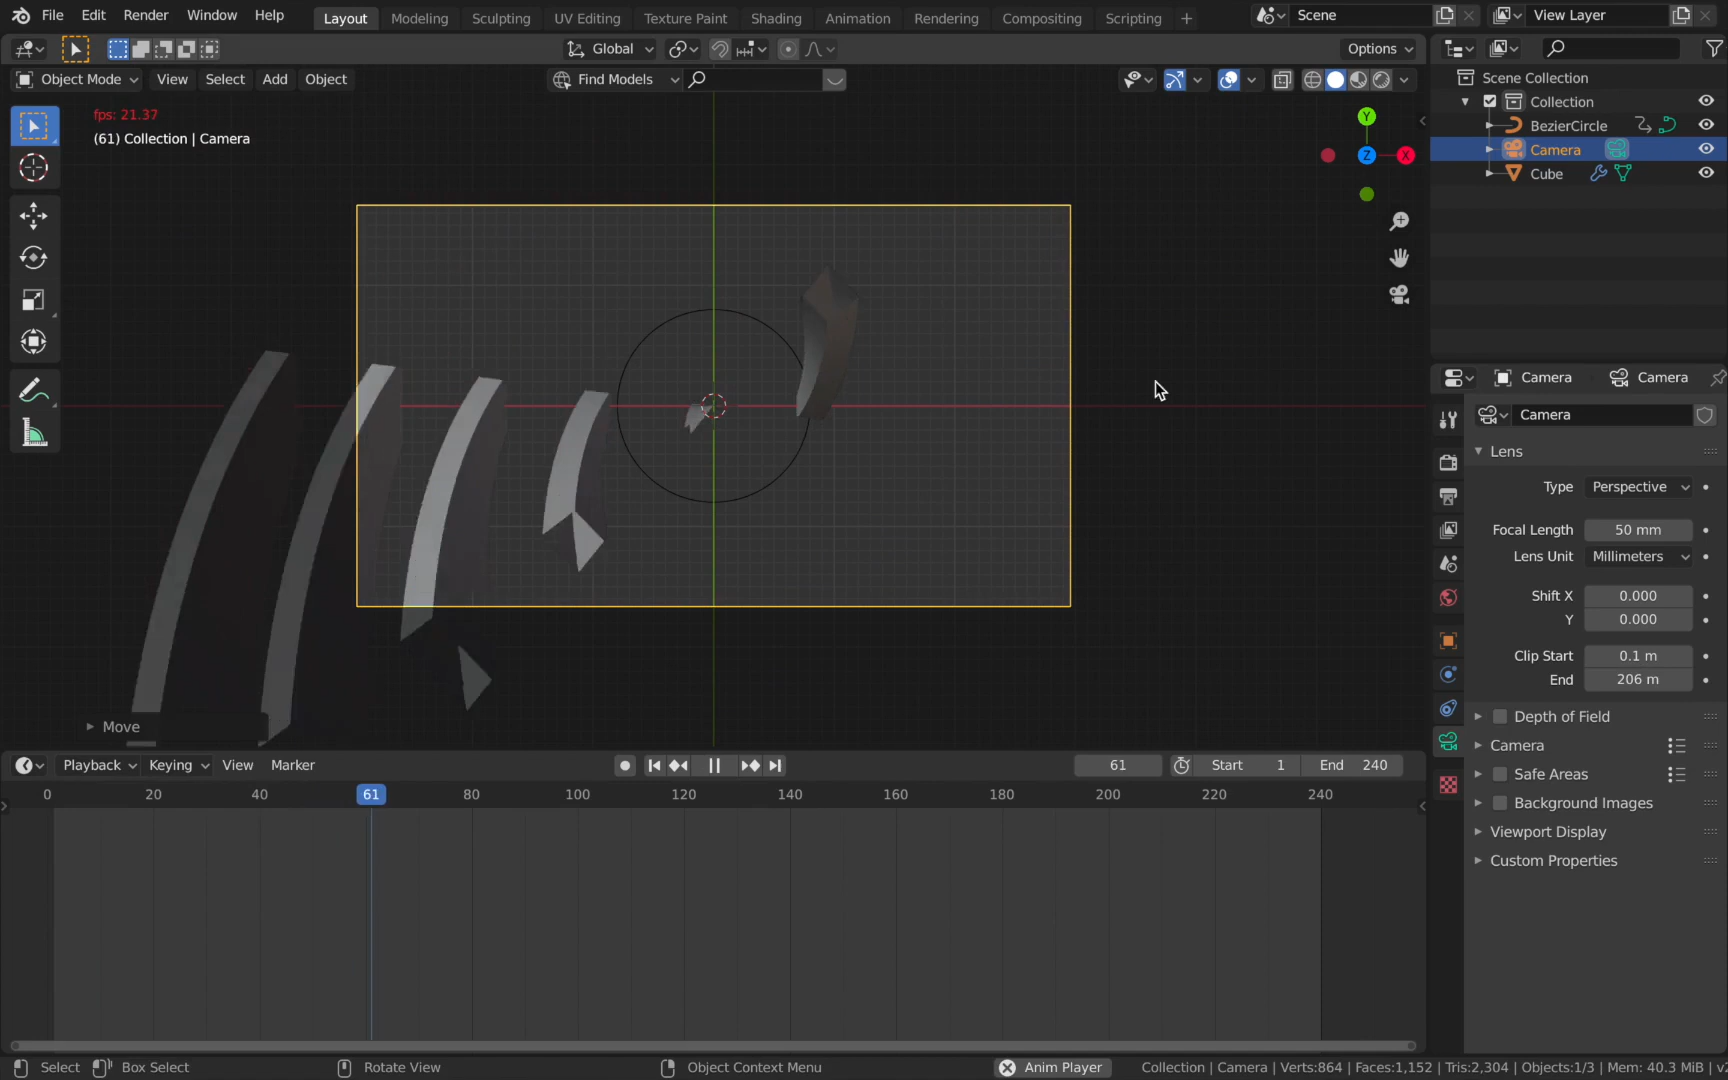 File Edit Render Window Help Layout Modeling Sculpting UV Editing Texture Paint Shading Animation Rendering Compositing Scripting + Scene View Layer
Global Options
Object Mode View Select Add Object Find Models
fps: 21.37
(61) Collection | Camera
Y
Z X
Move
Scene Collection
Collection
BezierCircle
Camera
Cube
Camera Camera
Camera
Lens
Type Perspective
Focal Length 50 mm
Lens Unit Millimeters
Shift X 0.000
Y 0.000
Clip Start 0.1 m
End 206 m
Depth of Field
Camera
Safe Areas
Background Images
Viewport Display
Custom Properties
Playback Keying View Marker 61 Start 1 End 240
0 20 40 61 80 100 120 140 160 180 200 220 240
Select Box Select Rotate View Object Context Menu Anim Player Collection | Camera | Verts:864 | Faces:1,152 | Tris:2,304 | Objects:1/3 | Mem: 40.3 MiB |